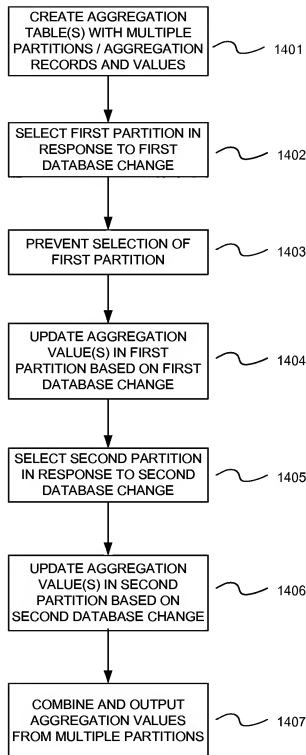 CREATE AGGREGATION
TABLE(S) WITH MULTIPLE
PARTITIONS / AGGREGATION
RECORDS AND VALUES
1401
SELECT FIRST PARTITION IN
RESPONSE TO FIRST
DATABASE CHANGE
1402
PREVENT SELECTION OF
FIRST PARTITION
1403
UPDATE AGGREGATION
VALUE(S) IN FIRST
PARTITION BASED ON FIRST
DATABASE CHANGE
1404
SELECT SECOND PARTITION
IN RESPONSE TO SECOND
DATABASE CHANGE
1405
UPDATE AGGREGATION
VALUE(S) IN SECOND
PARTITION BASED ON
SECOND DATABASE CHANGE
1406
COMBINE AND OUTPUT
AGGREGATION VALUES
FROM MULTIPLE PARTITIONS
1407